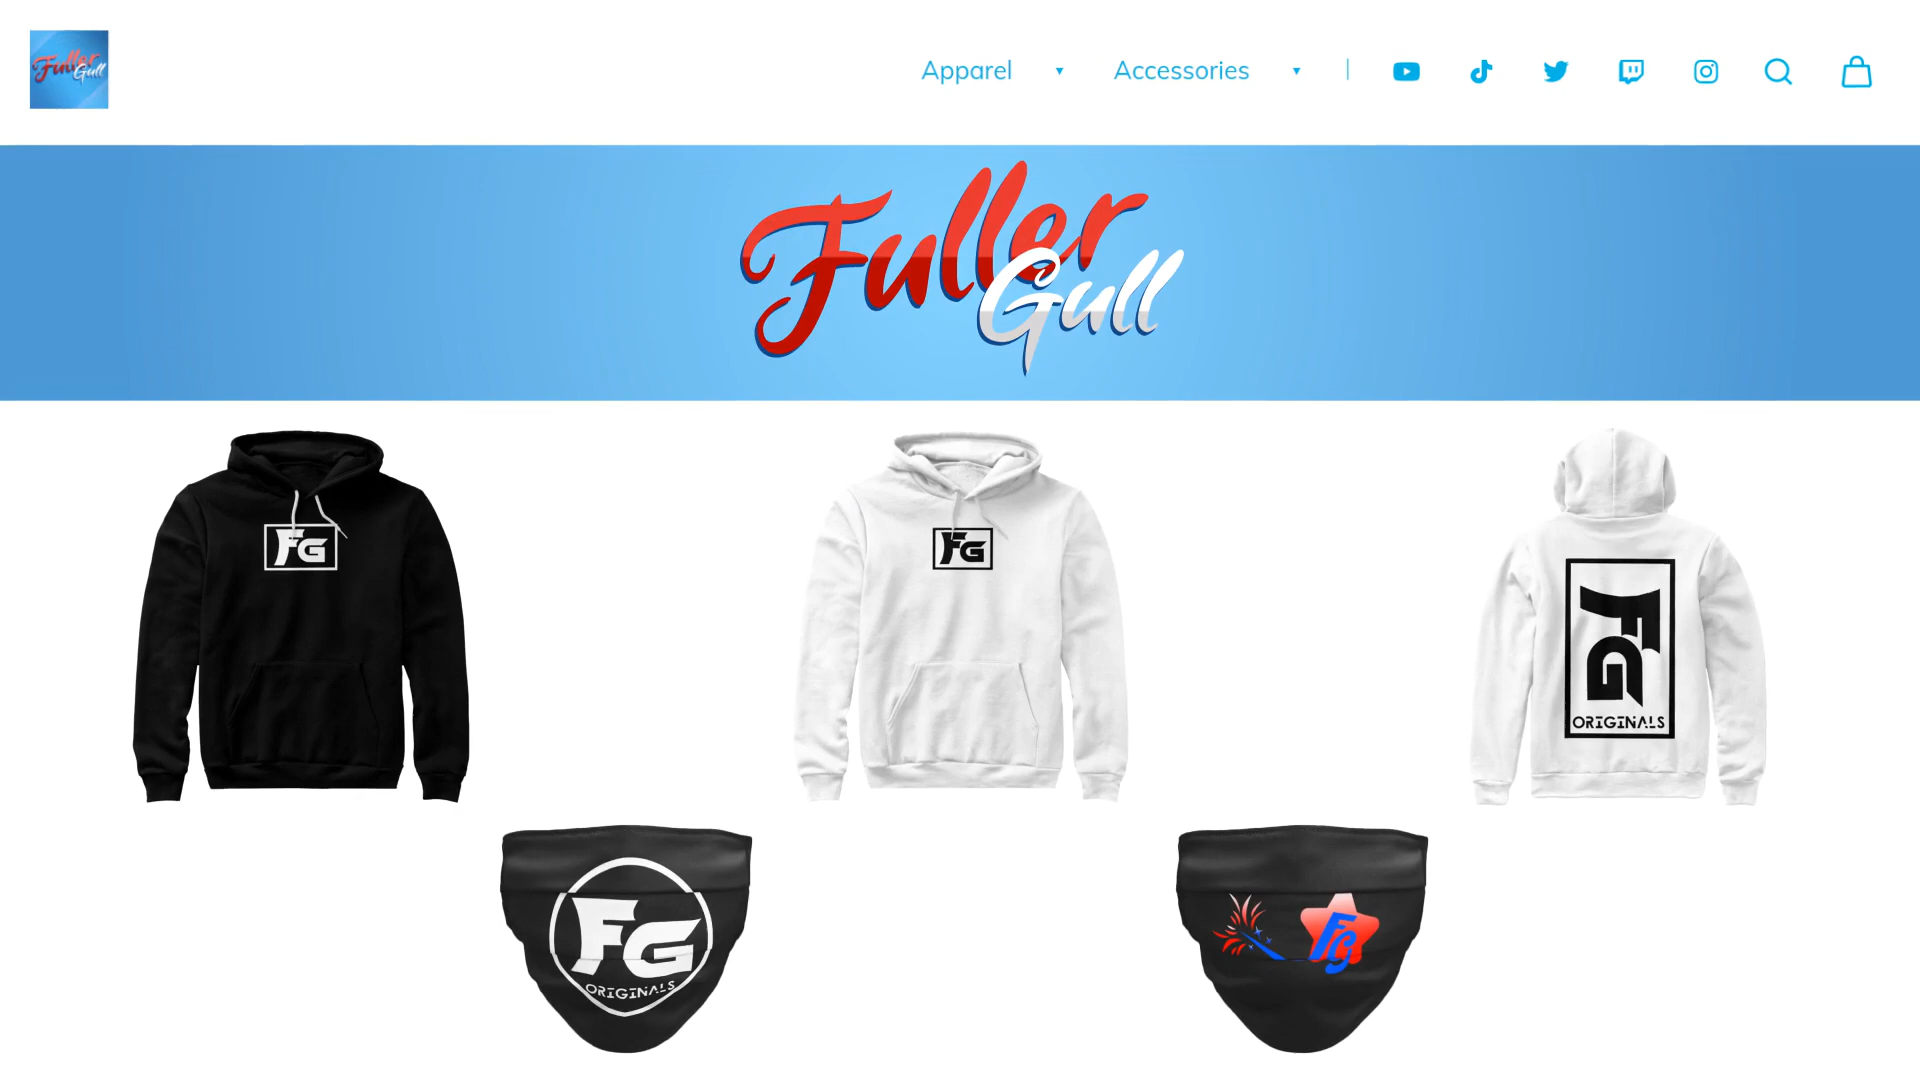 Fuller
Gull
Apparel
Accessories
Fuller
Gull
FG
FG
FG
ORIGINALS
FG
ORIGINALS
FG